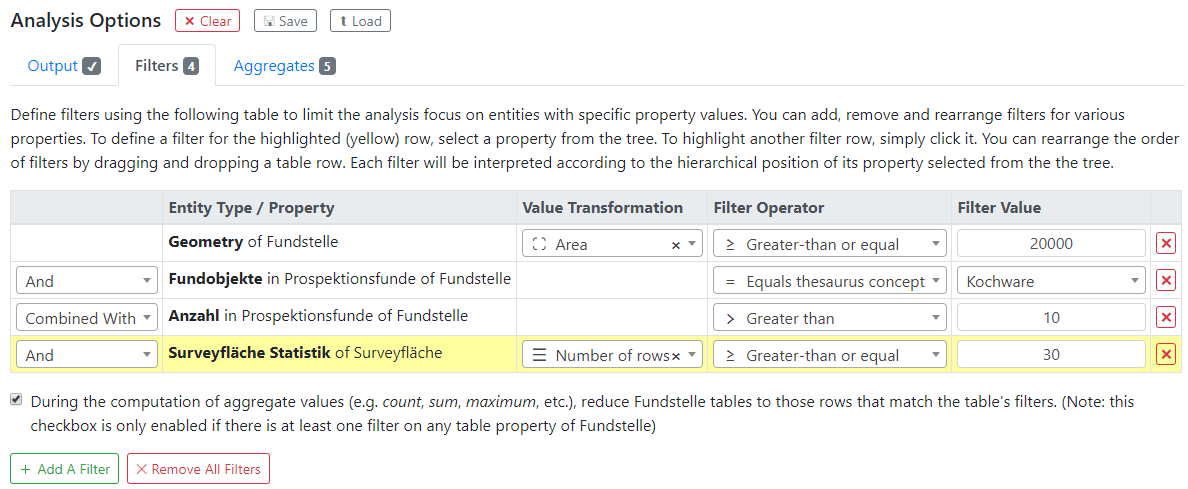 Analysis Options × Clear Save Load
Output ✔ Filters 4 Aggregates 5
Define filters using the following table to limit the analysis focus on entities with specific property values. You can add, remove and rearrange filters for various
properties. To define a filter for the highlighted (yellow) row, select a property from the tree. To highlight another filter row, simply click it. You can rearrange the order
of filters by dragging and dropping a table row. Each filter will be interpreted according to the hierarchical position of its property selected from the the tree.
Entity Type / Property Value Transformation Filter Operator Filter Value
Geometry of Fundstelle Area × ≥ Greater-than or equal 20000 ×
And Fundobjekte in Prospektionsfunde of Fundstelle = Equals thesaurus concept Kochware ×
Combined With Anzahl in Prospektionsfunde of Fundstelle > Greater than 10 ×
And Surveyfläche Statistik of Surveyfläche Number of rows × ≥ Greater-than or equal 30 ×
During the computation of aggregate values (e.g. count, sum, maximum, etc.), reduce Fundstelle tables to those rows that match the table's filters. (Note: this
checkbox is only enabled if there is at least one filter on any table property of Fundstelle)
+ Add A Filter × Remove All Filters